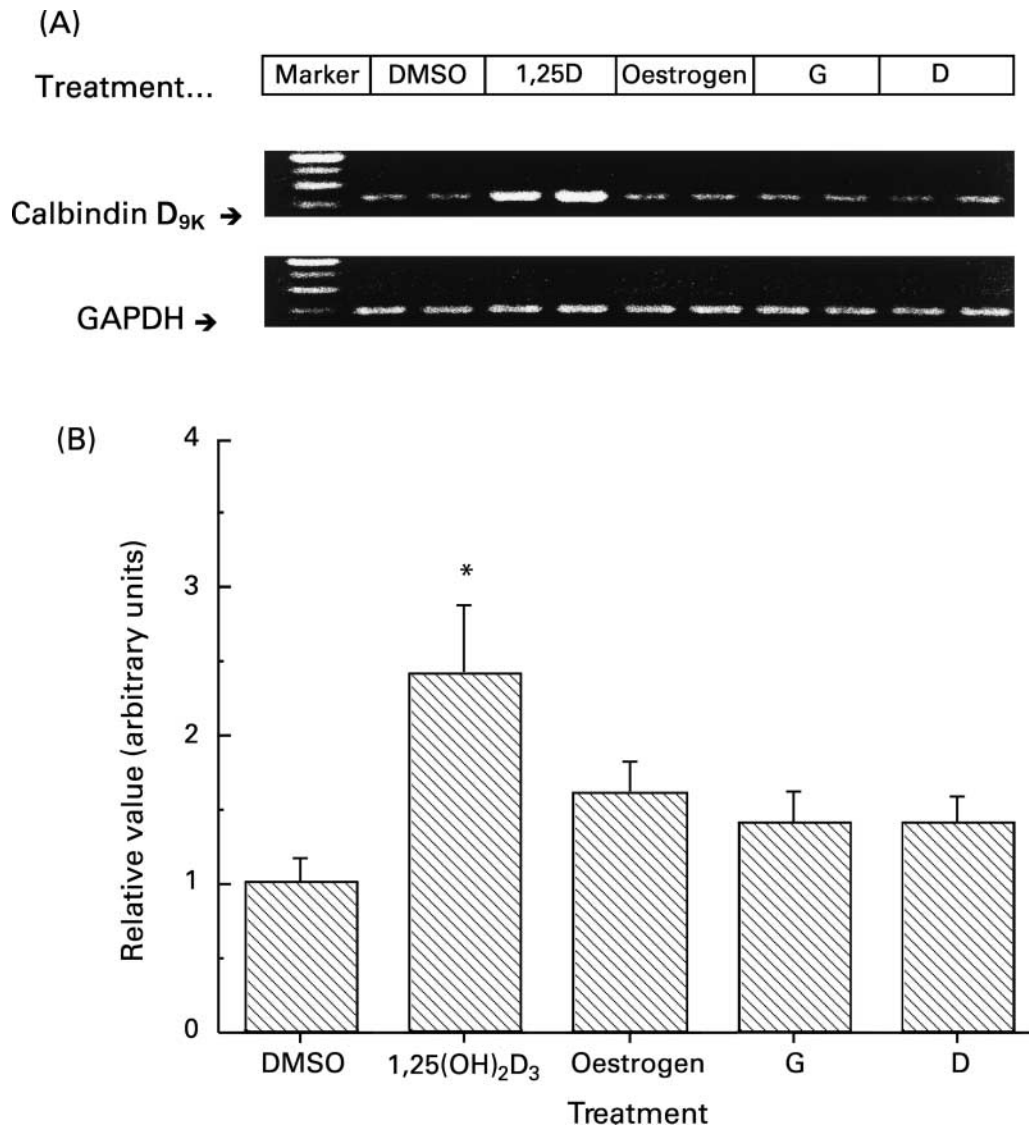 (A)
Treatment... Marker DMSO 1,25D Oestrogen G D
Calbindin D9K →
GAPDH →
(B)
4
3
2
1
0
*
Relative value (arbitrary units)
DMSO 1,25(OH)2D3 Oestrogen G D
Treatment